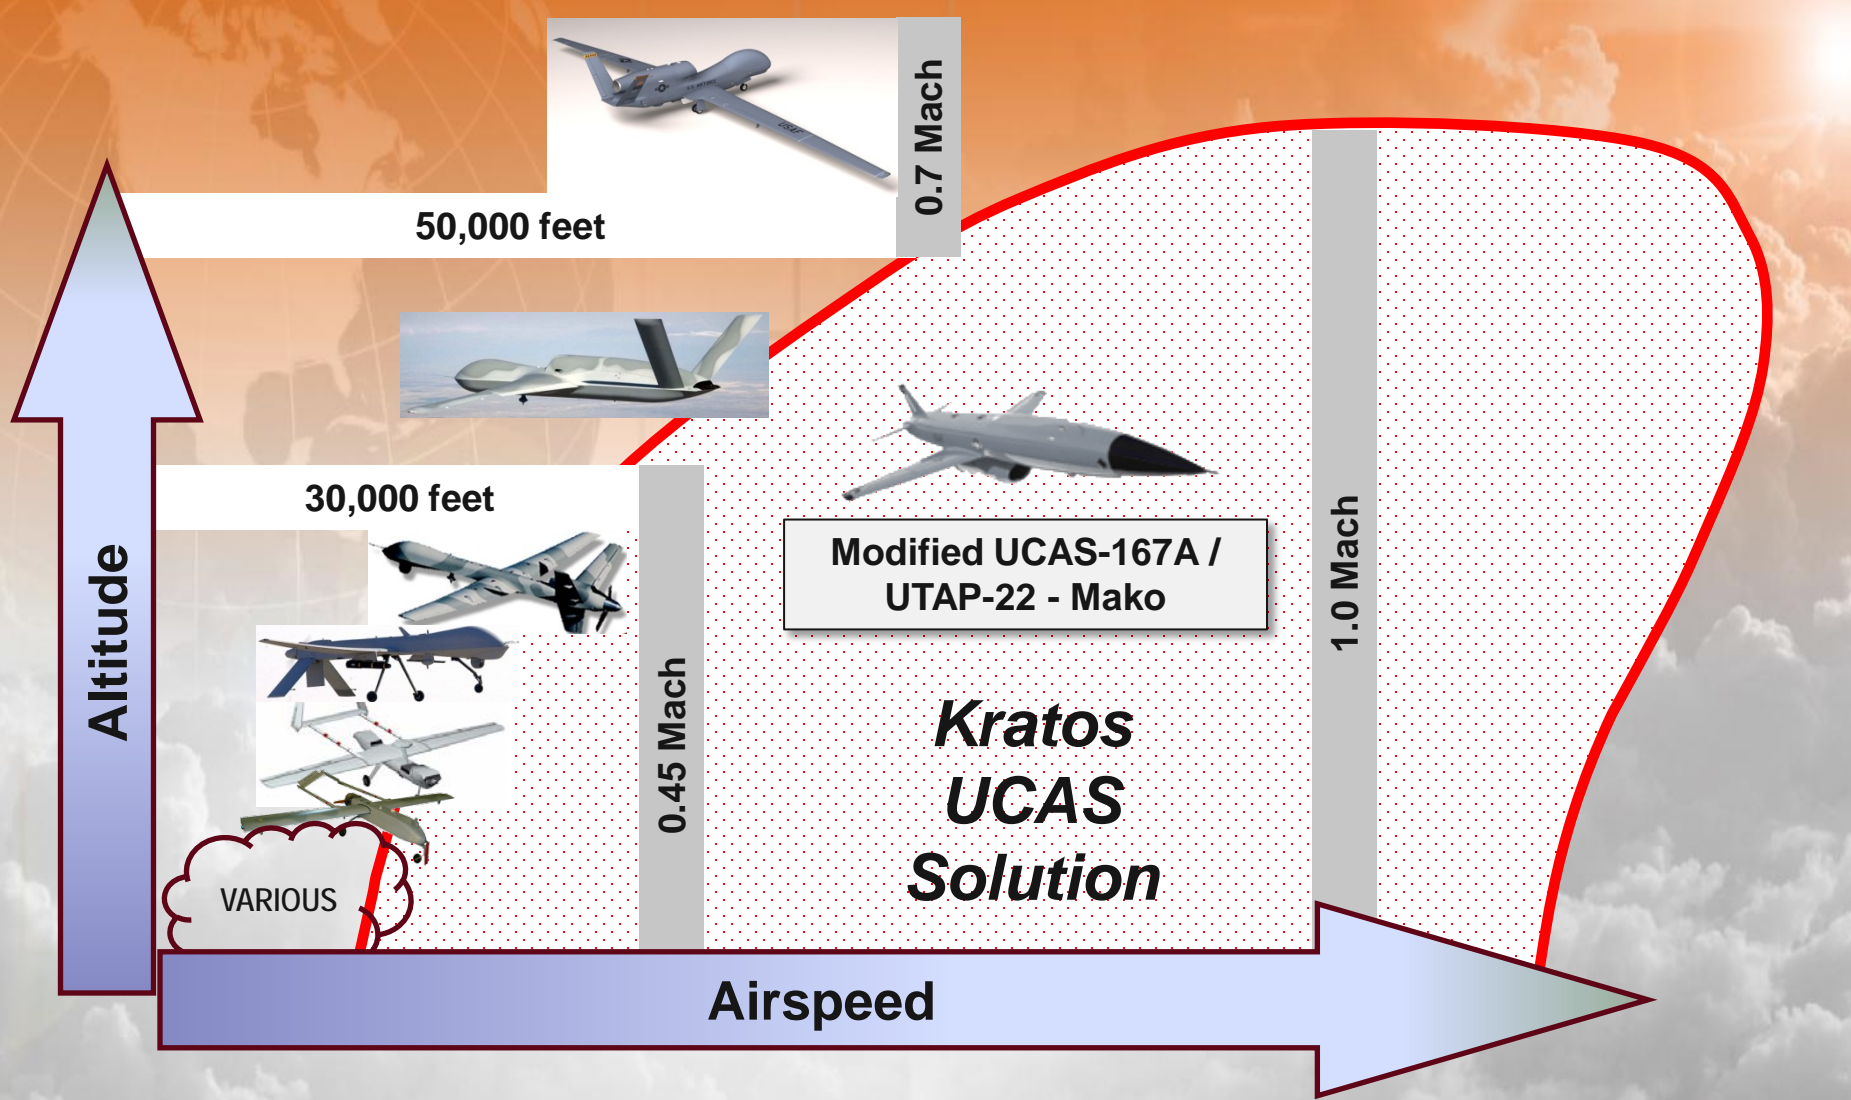 0.7 Mach
50,000 feet
30,000 feet
Modified UCAS-167A /
UTAP-22 - Mako
1.0 Mach
Altitude
0.45 Mach
Kratos
UCAS
Solution
VARIOUS
Airspeed
USAF